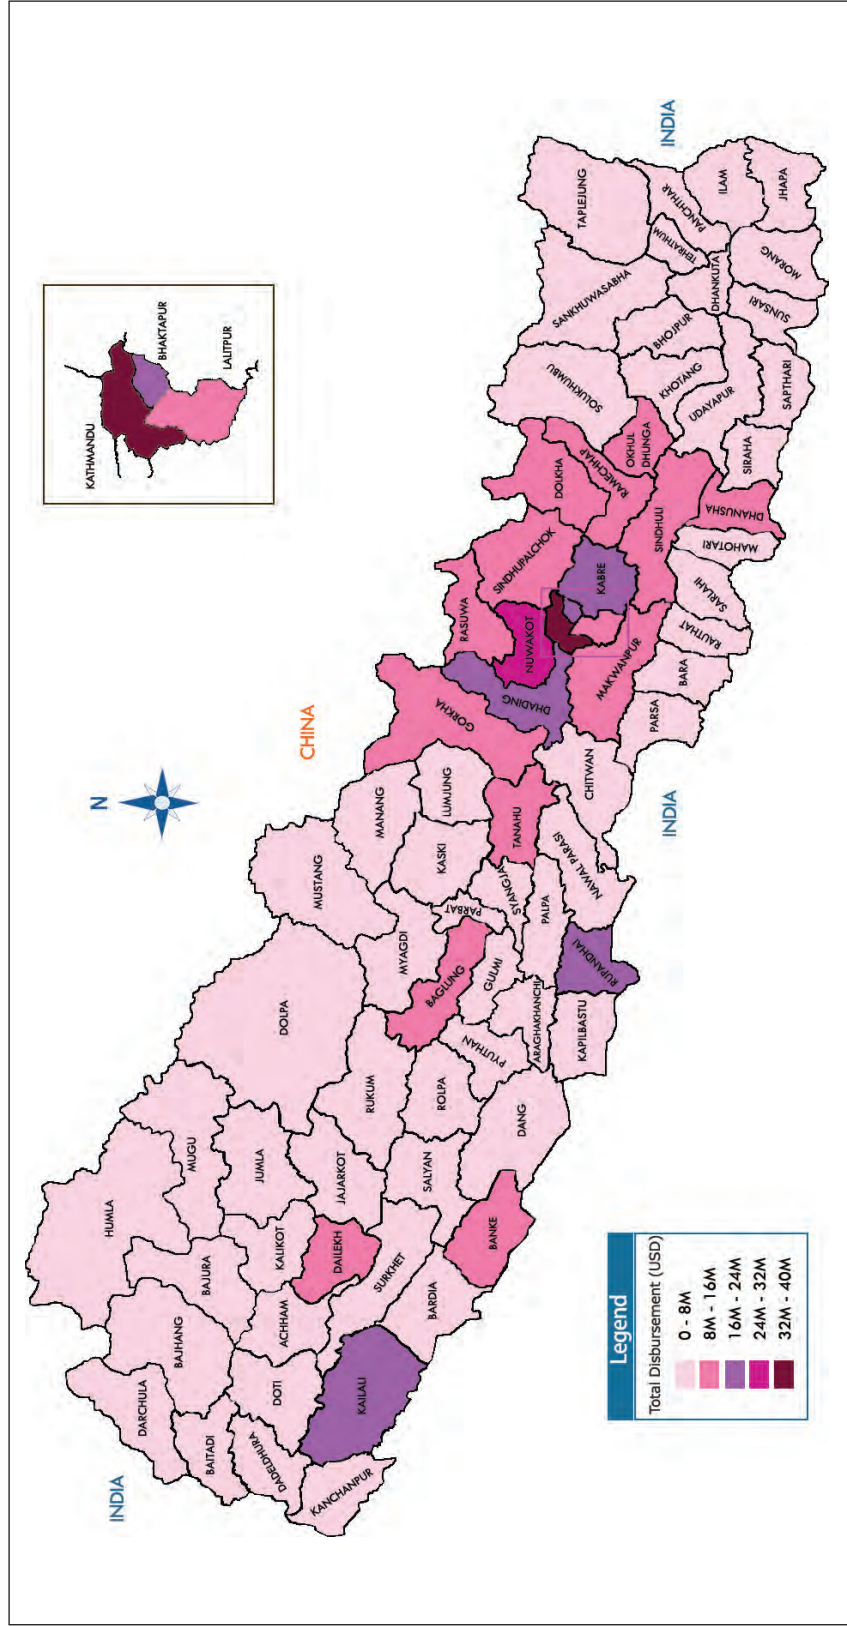 N
CHINA
INDIA
INDIA
INDIA
KATHMANDU
BHAKTAPUR
LALITPUR
DARCHULA
BAITADI
DADELDHURA
KANCHANPUR
BAJHANG
DOTI
KAILALI
HUMLA
BAJURA
ACHHAM
MUGU
KALIKOT
DAILEKH
SURKHET
BARDIA
JUMLA
JAJARKOT
SALYAN
BANKE
DOLPA
RUKUM
ROLPA
DANG
PYUTHAN
MUSTANG
MYAGDI
BAGLUNG
GULMI
ARAGHAKHANCHI
KAPILBASTU
PARBAT
SYANGJA
PALPA
RUPANDHAI
NAWAL PARASI
MANANG
KASKI
LUMJUNG
TANAHU
CHITWAN
GORKHA
DHADING
RASUWA
NUWAKOT
MAKWANPUR
PARSA
BARA
RAUTHAT
SINDHUPALCHOK
KABRE
SARLAHI
DOLKHA
RAMECHHAP
SINDHULI
MAHOTARI
DHANUSHA
OKHUL
DHUNGA
SOLUKHUMBU
KHOTANG
UDAYAPUR
SIRAHA
SAPTHARI
SANKHUWASABHA
BHOJPUR
DHANKUTA
SUNSARI
MORANG
TAPLEJUNG
TEHRATHUM
PANCHTHAR
ILAM
JHAPA
Legend
Total Disbursement (USD)
0 - 8M
8M - 16M
16M - 24M
24M - 32M
32M - 40M